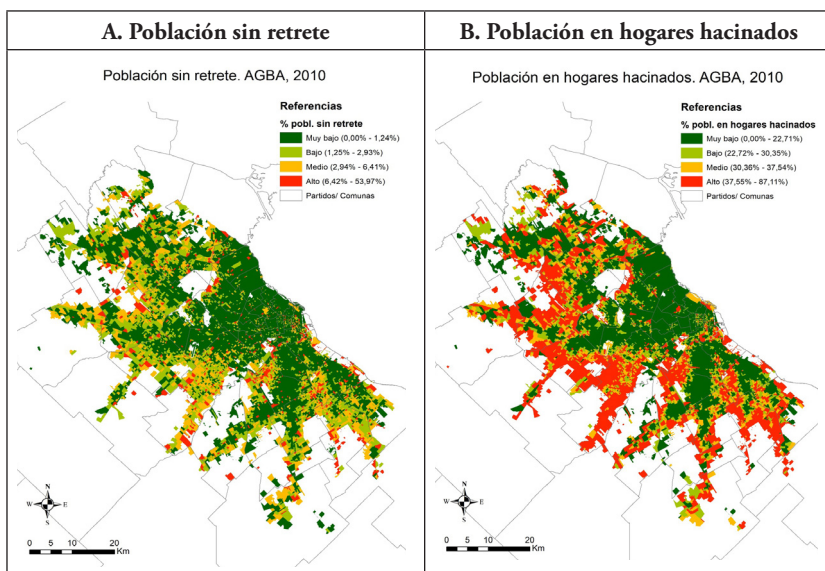 A. Población sin retrete
B. Población en hogares hacinados
Población sin retrete. AGBA, 2010
Referencias
% pobl. sin retrete
Muy bajo (0,00% - 1,24%)
Bajo (1,25% - 2,93%)
Medio (2,94% - 6,41%)
Alto (6,42% - 53,97%)
Partidos/ Comunas
N
W
E
S
0 5 10 20
Km
Población en hogares hacinados. AGBA, 2010
Referencias
% pobl. en hogares hacinados
Muy bajo (0,00% - 22,71%)
Bajo (22,72% - 30,35%)
Medio (30,36% - 37,54%)
Alto (37,55% - 87,11%)
Partidos/ Comunas
N
W
E
S
0 5 10 20
Km